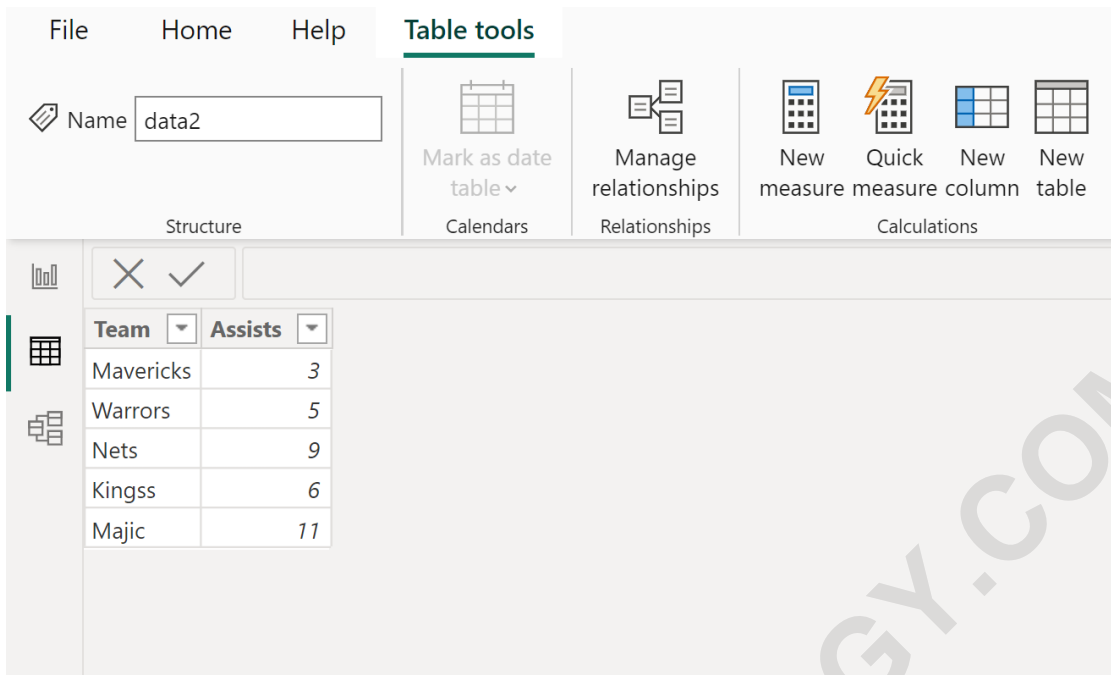 File Home Help Table tools
Name data2
Mark as date table
Manage relationships
New measure
Quick measure
New column
New table
Structure Calendars Relationships Calculations
Team Assists
Mavericks 3
Warrors 5
Nets 9
Kingss 6
Majic 11
GY.COM